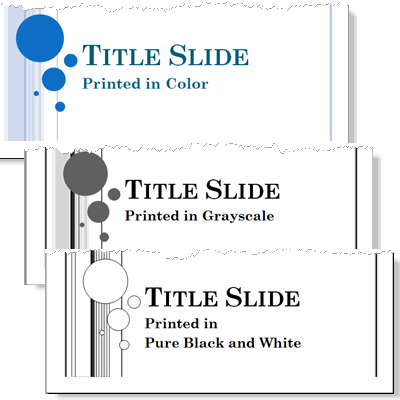 Title Slide
Printed in Color
Title Slide
Printed in Grayscale
Title Slide
Printed in
Pure Black and White